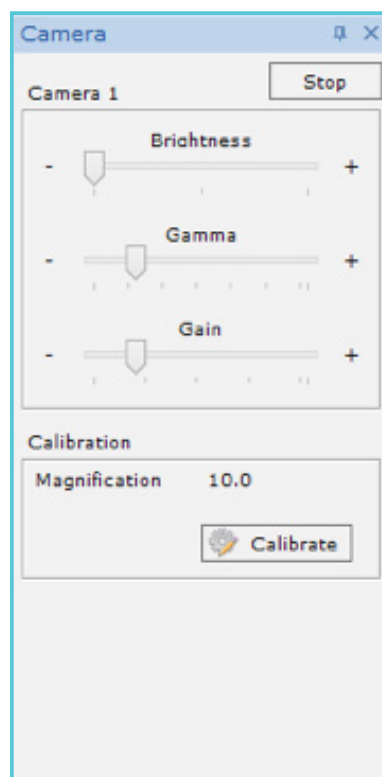 Camera
Stop
Camera 1
Brightness
- +
Gamma
- +
Gain
- +
Calibration
Magnification 10.0
Calibrate